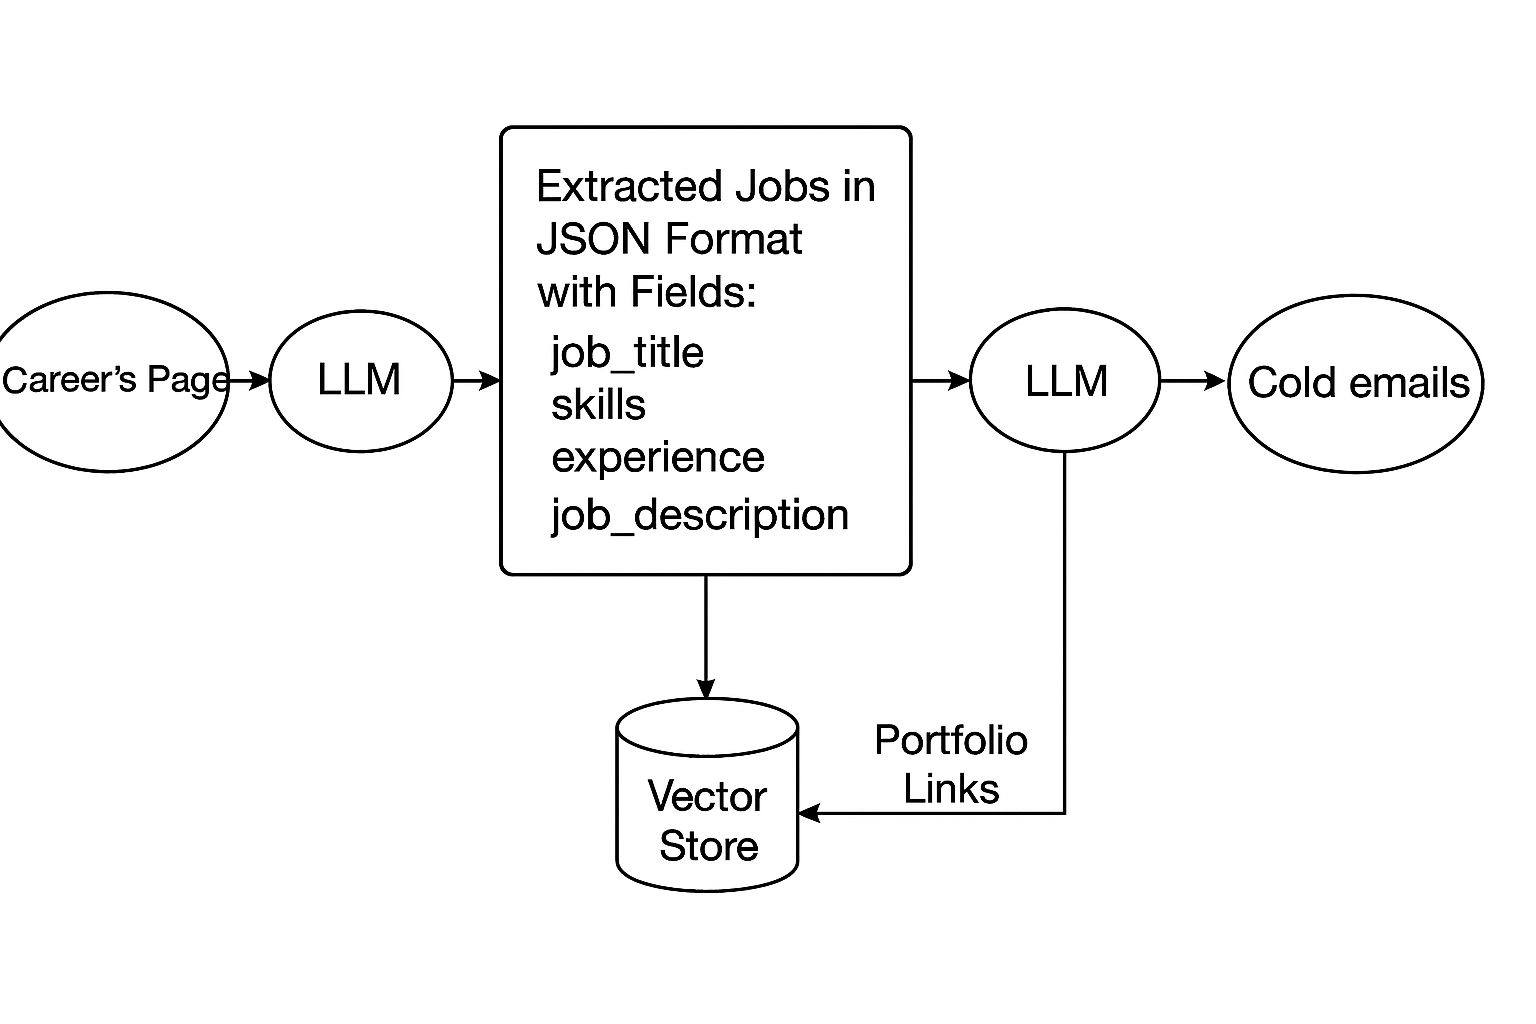 Career’s Page
LLM
Extracted Jobs in
JSON Format
with Fields:
job_title
skills
experience
job_description
LLM
Cold emails
Vector
Store
Portfolio
Links